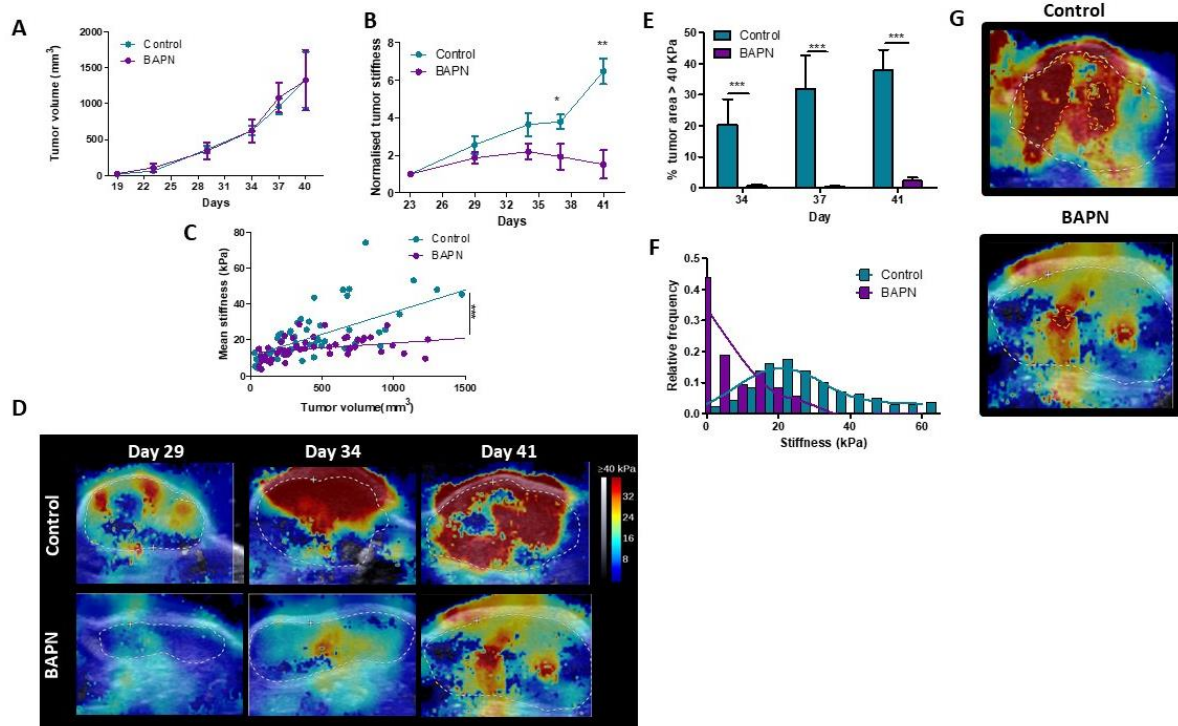 A
Tumor volume (mm³)
2000
1500
1000
500
0
Control
BAPN
19 22 23 28 31 34 37 40
Days
B
Normalised tumor stiffness
8
6
4
2
0
Control
BAPN
*
**
23 29 35 38 41
Days
C
Mean stiffness (kPa)
80
60
40
20
0
Control
BAPN
***
0 500 1000 1500
Tumor volume(mm³)
D
Day 29 Day 34 Day 41
Control
BAPN
≥40 kPa
32
24
16
8
E
% tumor area > 40 KPa
50
40
30
20
10
0
Control
BAPN
*** *** ***
34 37 41
Day
F
Relative frequency
0.5
0.4
0.3
0.2
0.1
0.0
Control
BAPN
0 20 40 60
Stiffness (kPa)
G
Control
BAPN